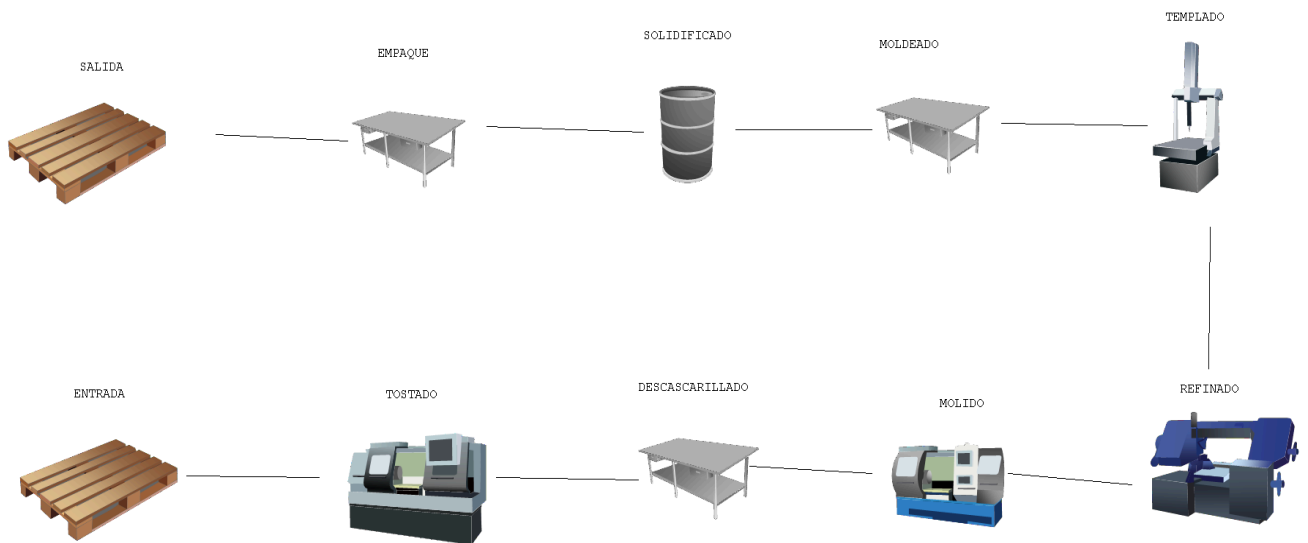 SALIDA
EMPAQUE
SOLIDIFICADO
MOLDEADO
TEMPLADO
ENTRADA
TOSTADO
DESCASCARILLADO
MOLIDO
REFINADO